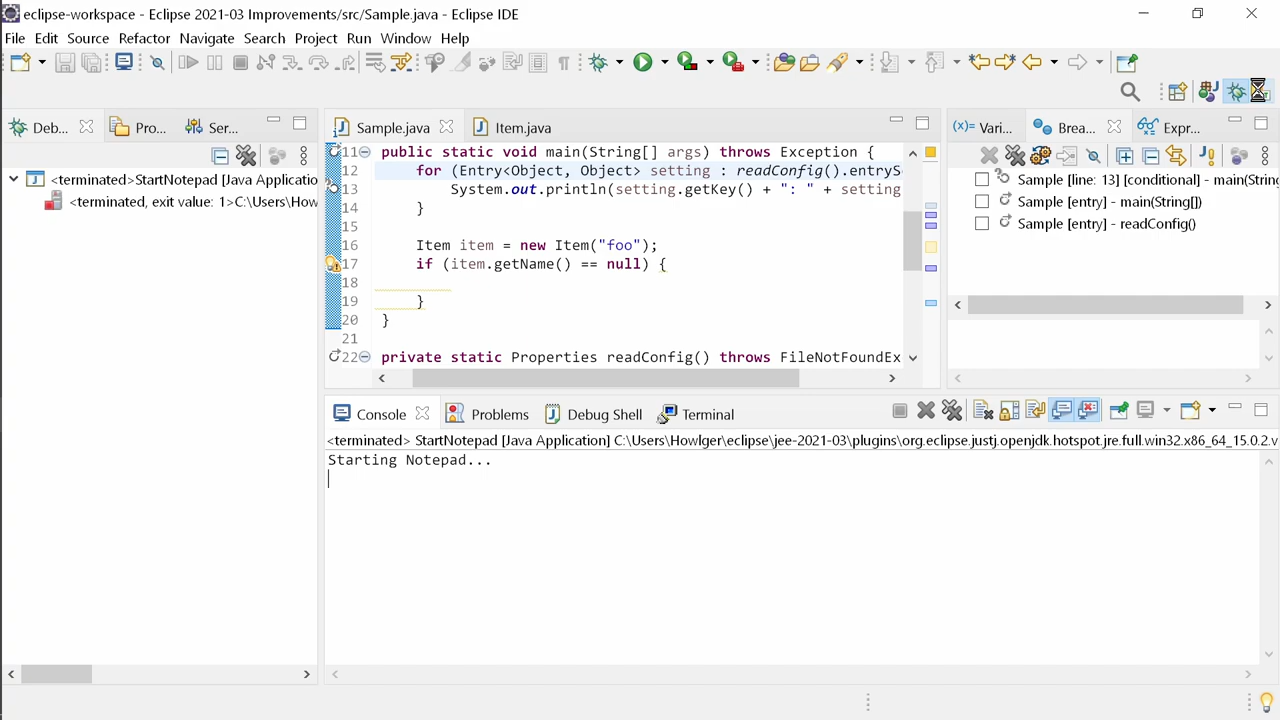 eclipse-workspace - Eclipse 2021-03 Improvements/src/Sample.java - Eclipse IDE
File Edit Source Refactor Navigate Search Project Run Window Help
Deb... Pro... Ser...
<terminated>StartNotepad [Java Applicatio
<terminated, exit value: 1>C:\Users\How
Sample.java Item.java
11 public static void main(String[] args) throws Exception {
12 for (Entry<Object, Object> setting : readConfig().entryS
13 System.out.println(setting.getKey() + ": " + setting
14 }
15
16 Item item = new Item("foo");
17 if (item.getName() == null) {
18
19 }
20 }
21
22 private static Properties readConfig() throws FileNotFoundEx
(x)= Vari... Brea... Expr...
Sample [line: 13] [conditional] - main(String
Sample [entry] - main(String[])
Sample [entry] - readConfig()
Console Problems Debug Shell Terminal
<terminated> StartNotepad [Java Application] C:\Users\Howlger\eclipse\jee-2021-03\plugins\org.eclipse.justj.openjdk.hotspot.jre.full.win32.x86_64_15.0.2.v
Starting Notepad...